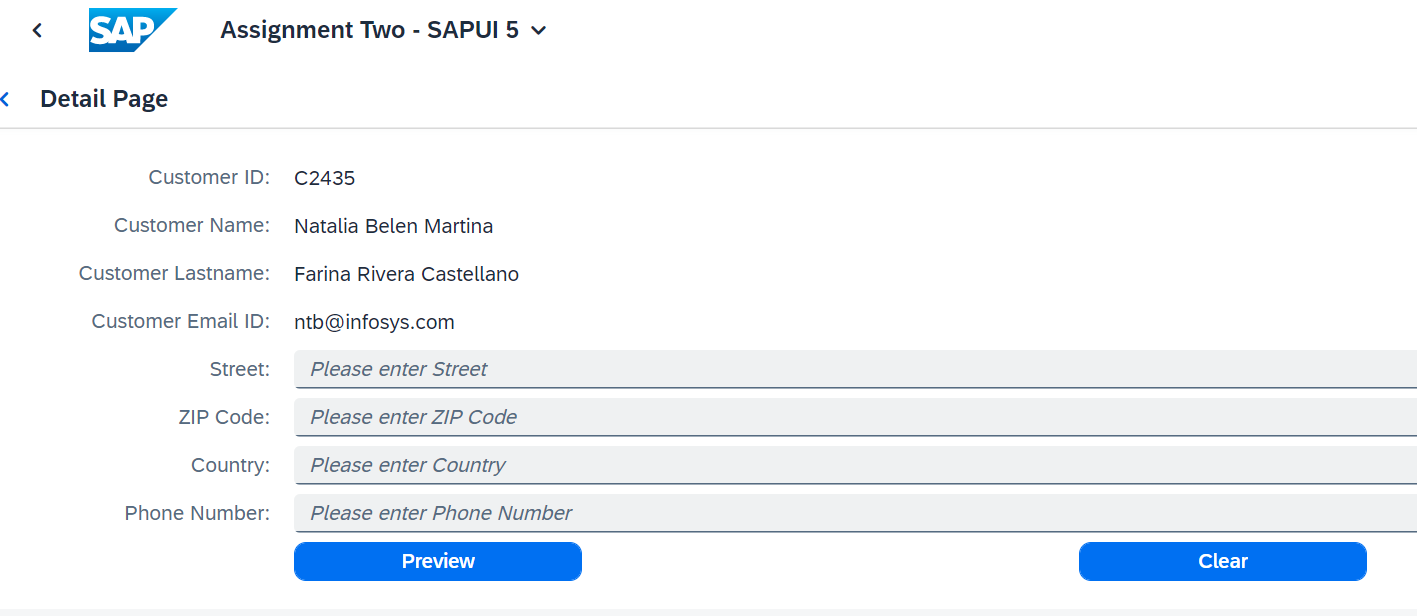 SAP Assignment Two - SAPUI 5
Detail Page
Customer ID: C2435
Customer Name: Natalia Belen Martina
Customer Lastname: Farina Rivera Castellano
Customer Email ID: ntb@infosys.com
Street: Please enter Street
ZIP Code: Please enter ZIP Code
Country: Please enter Country
Phone Number: Please enter Phone Number
Preview Clear